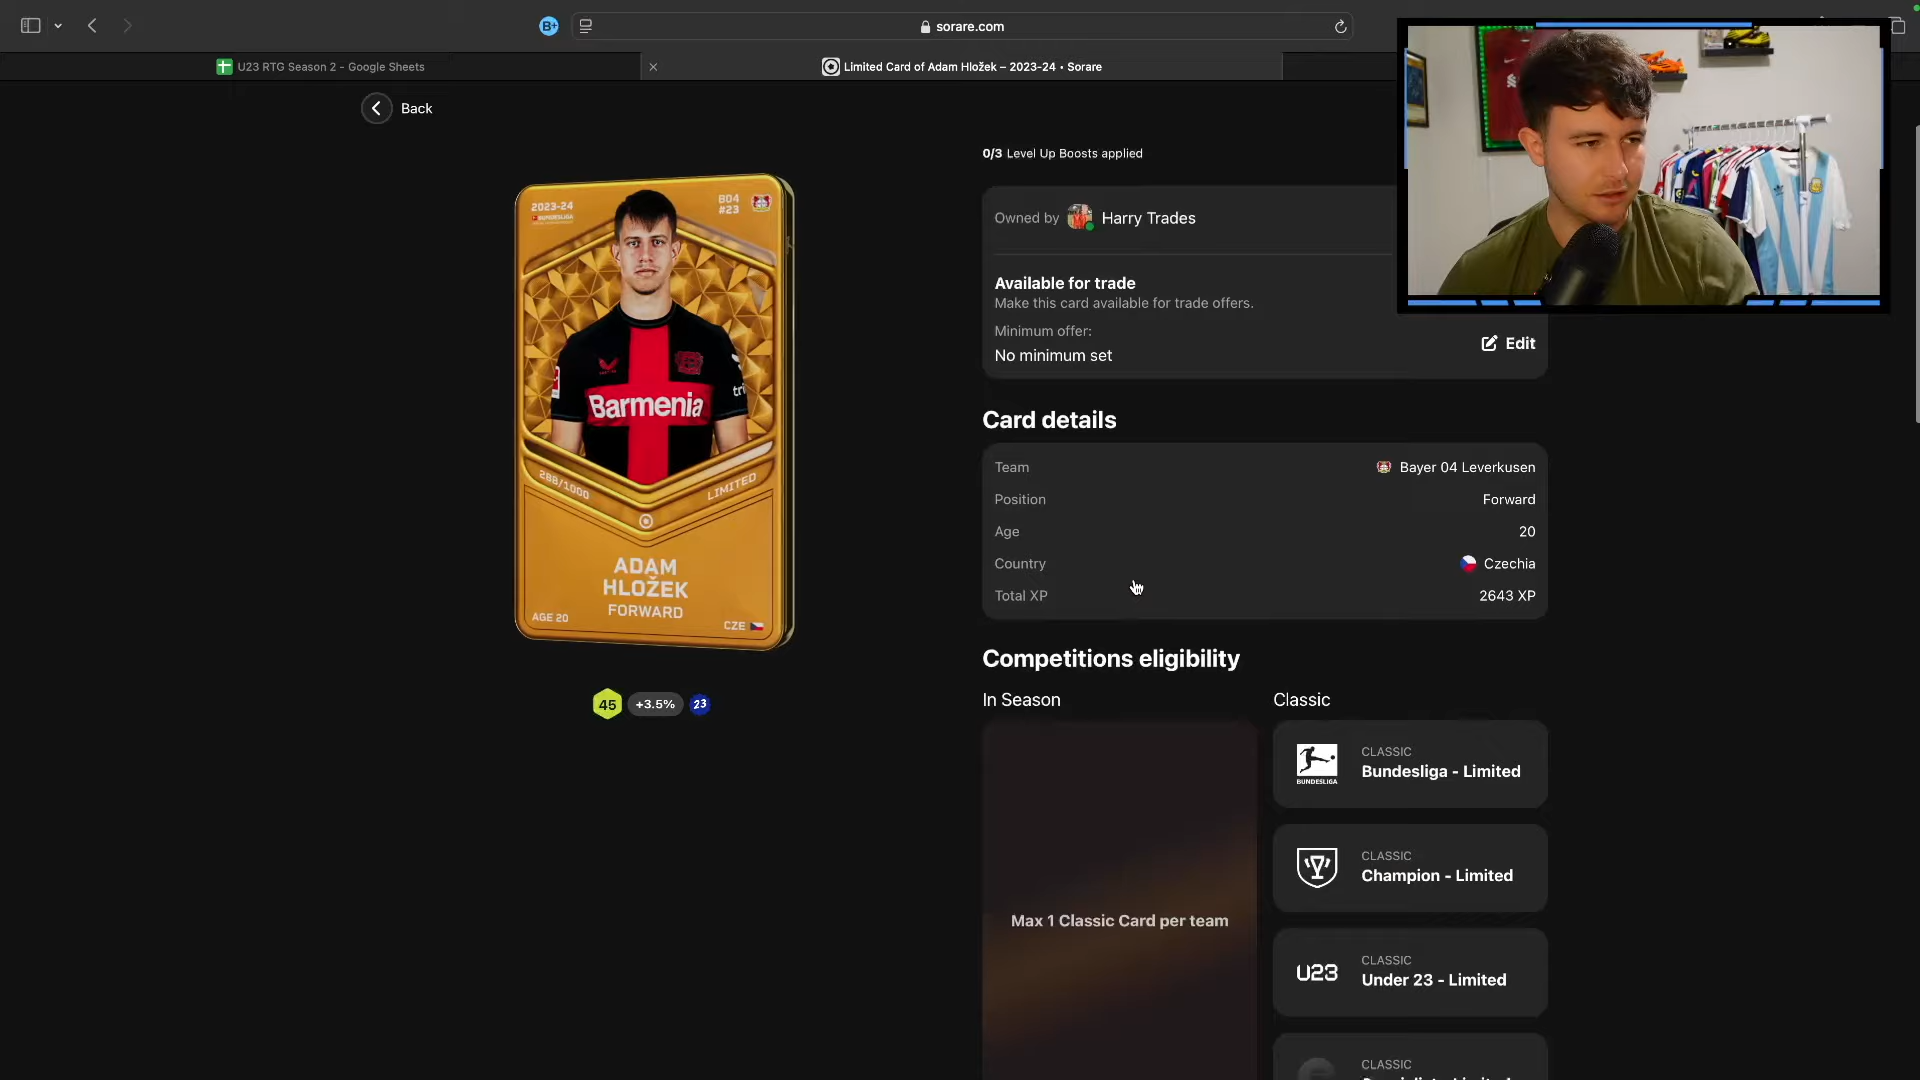 B+
sorare.com
U23 RTG Season 2 - Google Sheets
Limited Card of Adam Hložek – 2023-24 • Sorare
Back
0/3 Level Up Boosts applied
Owned by Harry Trades
Available for trade
Make this card available for trade offers.
Minimum offer:
No minimum set
Edit
2023-24
BUNDESLIGA
B04
#23
Barmenia
288/1000
LIMITED
ADAM
HLOŽEK
FORWARD
AGE 20
CZE
45
+3.5%
23
Card details
Team Bayer 04 Leverkusen
Position Forward
Age 20
Country Czechia
Total XP 2643 XP
Competitions eligibility
In Season
Classic
Max 1 Classic Card per team
BUNDESLIGA
CLASSIC
Bundesliga - Limited
CLASSIC
Champion - Limited
U23
CLASSIC
Under 23 - Limited
CLASSIC